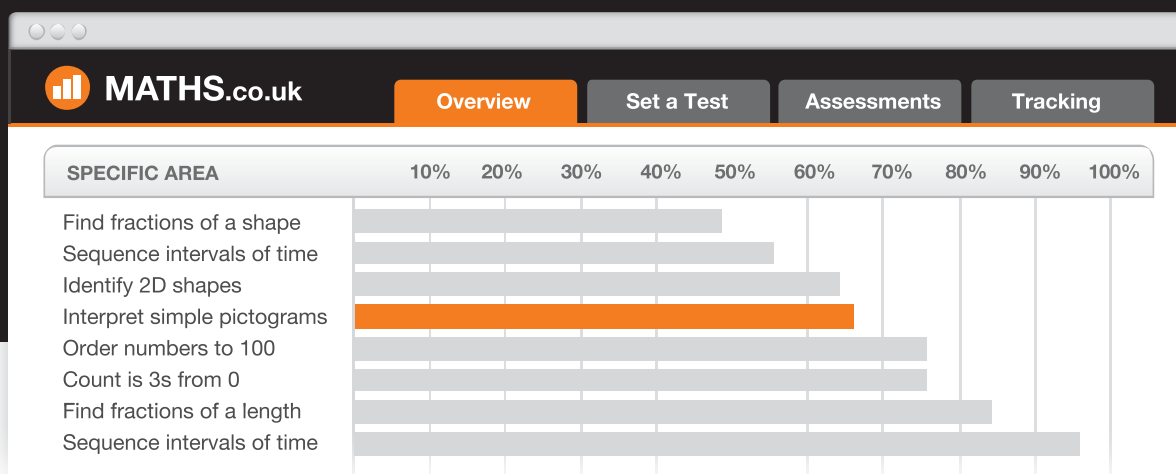 MATHS.co.uk
Overview
Set a Test
Assessments
Tracking
SPECIFIC AREA 10% 20% 30% 40% 50% 60% 70% 80% 90% 100%
Find fractions of a shape
Sequence intervals of time
Identify 2D shapes
Interpret simple pictograms
Order numbers to 100
Count is 3s from 0
Find fractions of a length
Sequence intervals of time